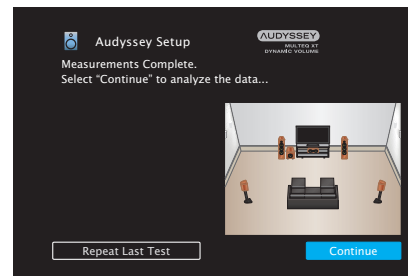 Audyssey Setup
AUDYSSEY
MULTEQ XT
DYNAMIC VOLUME
Measurements Complete.
Select “Continue” to analyze the data...
Repeat Last Test
Continue